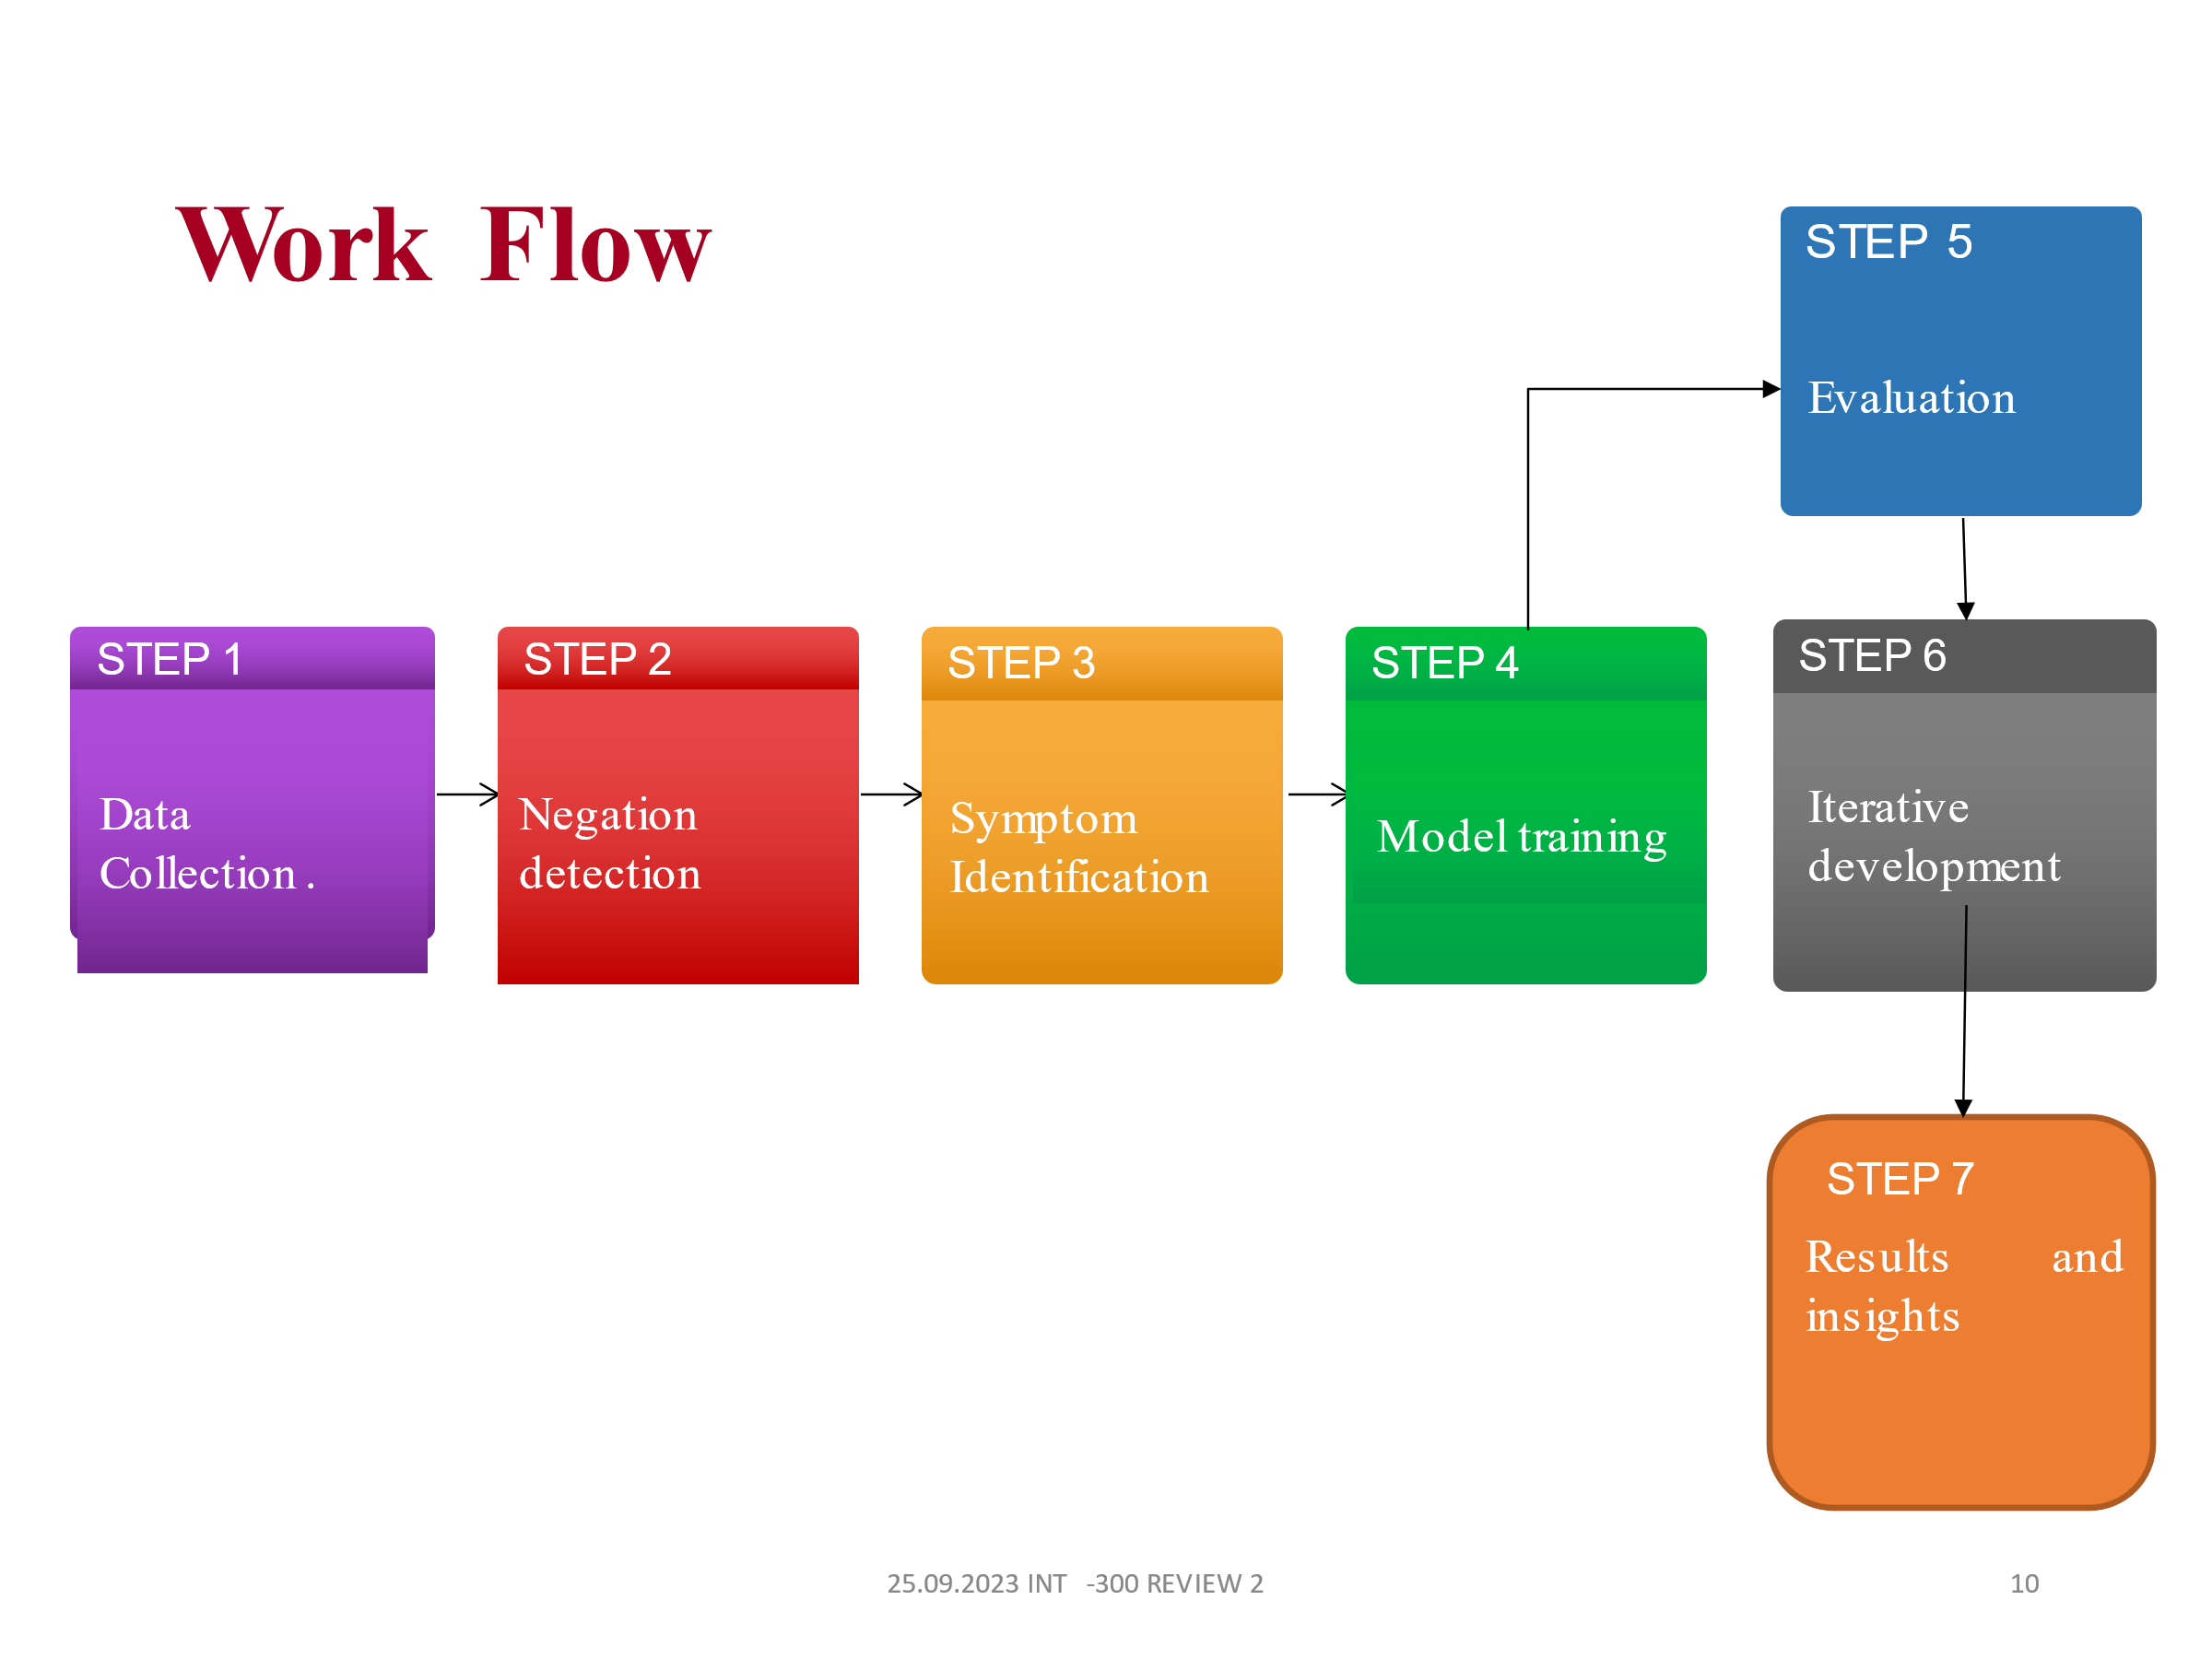 Work Flow
STEP 1
Data
Collection .
STEP 2
Negation
detection
STEP 3
Symptom
Identification
STEP 4
Model training
STEP 5
Evaluation
STEP 6
Iterative
development
STEP 7
Results and
insights
25.09.2023 INT -300 REVIEW 2
10